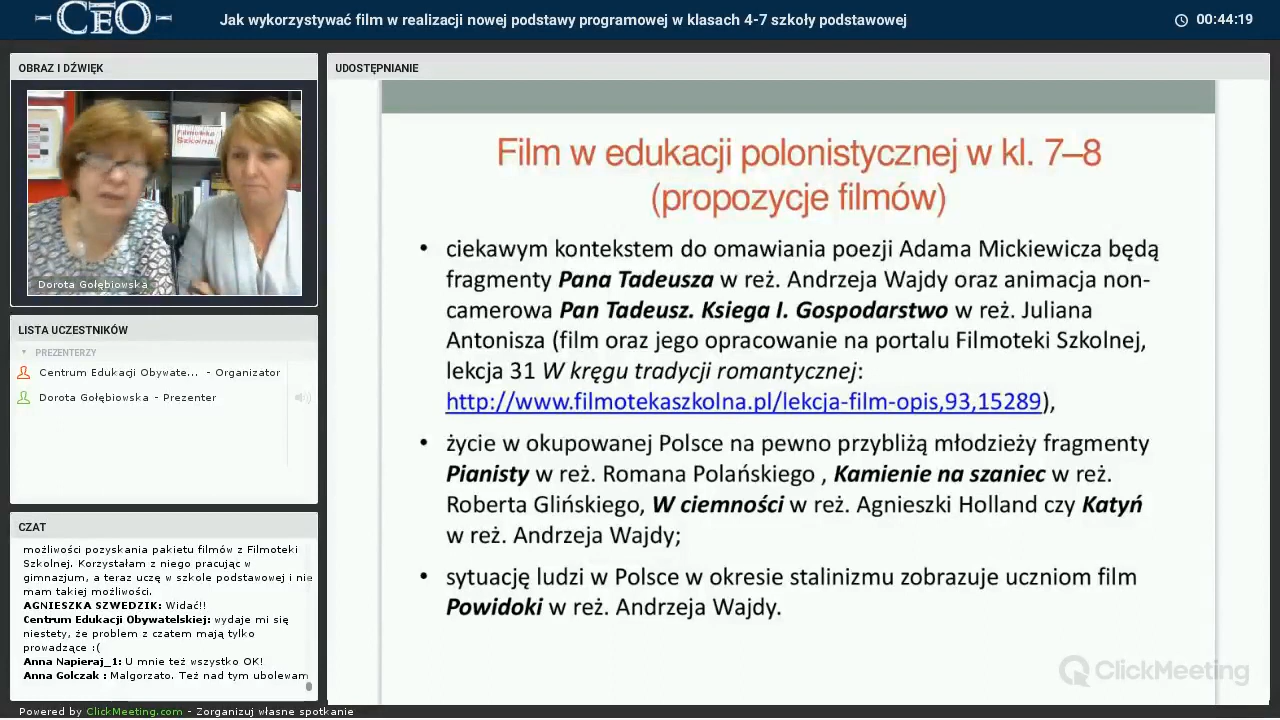 CEO
Jak wykorzystywać film w realizacji nowej podstawy programowej w klasach 4-7 szkoły podstawowej
00:44:19
OBRAZ I DŹWIĘK
Filmoteka
Szkolna
Dorota Gołębiowska
LISTA UCZESTNIKÓW
PREZENTERZY
Centrum Edukacji Obywate... - Organizator
Dorota Gołębiowska - Prezenter
CZAT
możliwości pozyskania pakietu filmów z Filmoteki
Szkolnej. Korzystałam z niego pracując w
gimnazjum, a teraz uczę w szkole podstawowej i nie
mam takiej możliwości.
AGNIESZKA SZWEDZIK: Widać!!
Centrum Edukacji Obywatelskiej: wydaje mi się
niestety, że problem z czatem mają tylko
prowadzące :(
Anna Napieraj_1: U mnie też wszystko OK!
Anna Golczak : Malgorzato. Też nad tym ubolewam
UDOSTĘPNIANIE
Film w edukacji polonistycznej w kl. 7–8
(propozycje filmów)
• ciekawym kontekstem do omawiania poezji Adama Mickiewicza będą
fragmenty Pana Tadeusza w reż. Andrzeja Wajdy oraz animacja non-
camerowa Pan Tadeusz. Ksiega I. Gospodarstwo w reż. Juliana
Antonisza (film oraz jego opracowanie na portalu Filmoteki Szkolnej,
lekcja 31 W kręgu tradycji romantycznej:
http://www.filmotekaszkolna.pl/lekcja-film-opis,93,15289),
• życie w okupowanej Polsce na pewno przybliżą młodzieży fragmenty
Pianisty w reż. Romana Polańskiego , Kamienie na szaniec w reż.
Roberta Glińskiego, W ciemności w reż. Agnieszki Holland czy Katyń
w reż. Andrzeja Wajdy;
• sytuację ludzi w Polsce w okresie stalinizmu zobrazuje uczniom film
Powidoki w reż. Andrzeja Wajdy.
ClickMeeting
Powered by ClickMeeting.com - Zorganizuj własne spotkanie